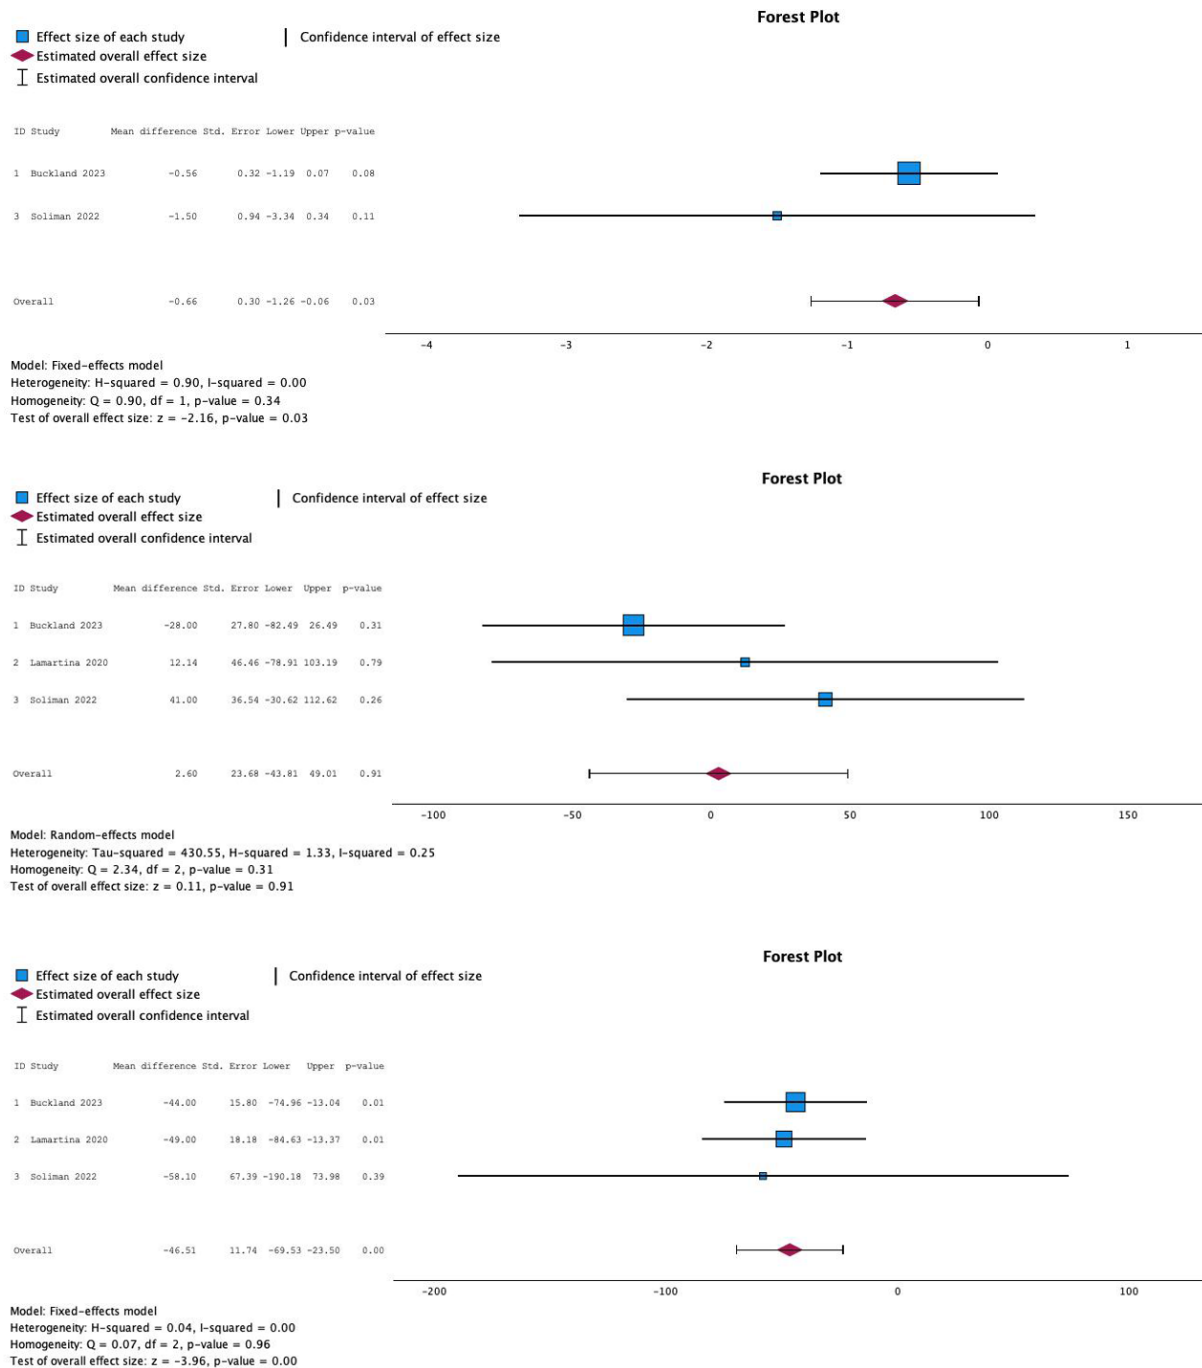 Forest Plot
Effect size of each study Confidence interval of effect size
Estimated overall effect size
Estimated overall confidence interval
ID Study Mean difference Std. Error Lower Upper p-value
1 Buckland 2023 -0.56 0.32 -1.19 0.07 0.08
3 Soliman 2022 -1.50 0.94 -3.34 0.34 0.11
Overall -0.66 0.30 -1.26 -0.06 0.03
-4 -3 -2 -1 0 1
Model: Fixed-effects model
Heterogeneity: H-squared = 0.90, I-squared = 0.00
Homogeneity: Q = 0.90, df = 1, p-value = 0.34
Test of overall effect size: z = -2.16, p-value = 0.03
Forest Plot
Effect size of each study Confidence interval of effect size
Estimated overall effect size
Estimated overall confidence interval
ID Study Mean difference Std. Error Lower Upper p-value
1 Buckland 2023 -28.00 27.80 -82.49 26.49 0.31
2 Lamartina 2020 12.14 46.46 -78.91 103.19 0.79
3 Soliman 2022 41.00 36.54 -30.62 112.62 0.26
Overall 2.60 23.68 -43.81 49.01 0.91
-100 -50 0 50 100 150
Model: Random-effects model
Heterogeneity: Tau-squared = 430.55, H-squared = 1.33, I-squared = 0.25
Homogeneity: Q = 2.34, df = 2, p-value = 0.31
Test of overall effect size: z = 0.11, p-value = 0.91
Forest Plot
Effect size of each study Confidence interval of effect size
Estimated overall effect size
Estimated overall confidence interval
ID Study Mean difference Std. Error Lower Upper p-value
1 Buckland 2023 -44.00 15.80 -74.96 -13.04 0.01
2 Lamartina 2020 -49.00 18.18 -84.63 -13.37 0.01
3 Soliman 2022 -58.10 67.39 -190.18 73.98 0.39
Overall -46.51 11.74 -69.53 -23.50 0.00
-200 -100 0 100
Model: Fixed-effects model
Heterogeneity: H-squared = 0.04, I-squared = 0.00
Homogeneity: Q = 0.07, df = 2, p-value = 0.96
Test of overall effect size: z = -3.96, p-value = 0.00